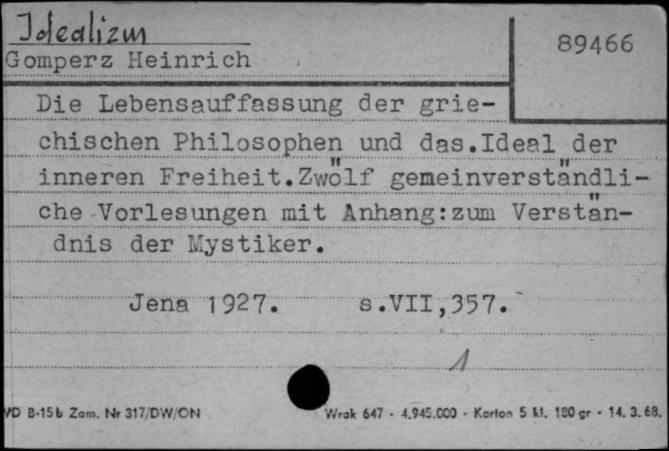 Idealizm
89466
Gomperz Heinrich
Die Lebensauffassung der grie-
chischen Philosophen und das.Ideal der
inneren Freiheit.Zwölf gemeinverständli-
che Vorlesungen mit Anhang:zum Verstän-
dnis der Mystiker.
Jena 1927. s.VII,357.
1
VD B-15b Zam. Nr 317/DW/ON Wrak 647 - 4.945.000 - Karton 5 kl. 180 gr - 14. 3. 68.